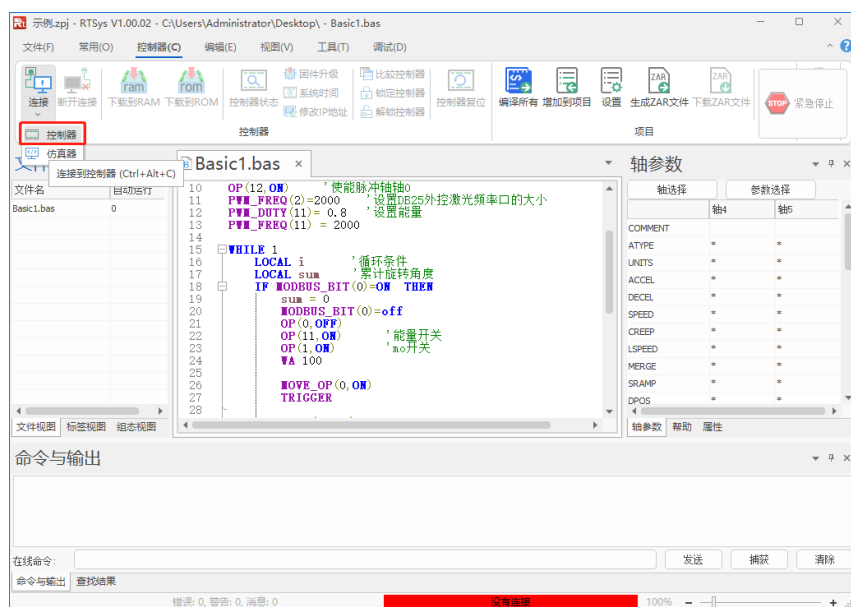 Rt 示例.zpj - RTSys V1.00.02 - C:\Users\Administrator\Desktop\ - Basic1.bas
文件(F) 常用(O) 控制器(C) 编辑(E) 视图(V) 工具(T) 调试(D)
连接 断开连接 下载到RAM 下载到ROM 控制器状态 固件升级 系统时间 修改IP地址 比较控制器 锁定控制器 解锁控制器 控制器复位 编译所有 增加到项目 设置 生成ZAR文件 下载ZAR文件 STOP 紧急停止
ram rom ZAR ZAR
控制器 项目
控制器
仿真器
连接到控制器 (Ctrl+Alt+C)
Basic1.bas ×
文件名 自动运行
Basic1.bas 0
10 OP(12,ON) '使能脉冲轴轴0
11 PWM_FREQ(2)=2000 '设置DB25外控激光频率口的大小
12 PWM_DUTY(11)= 0.8 '设置能量
13 PWM_FREQ(11) = 2000
14
15 WHILE 1
16 LOCAL i '循环条件
17 LOCAL sum '累计旋转角度
18 IF MODBUS_BIT(0)=ON THEN
19 sum = 0
20 MODBUS_BIT(0)=off
21 OP(0,OFF)
22 OP(11,ON) '能量开关
23 OP(1,ON) 'mo开关
24 WA 100
25
26 MOVE_OP(0,ON)
27 TRIGGER
28
轴参数
轴选择 参数选择
轴4 轴5
COMMENT
ATYPE * *
UNITS * *
ACCEL * *
DECEL * *
SPEED * *
CREEP * *
LSPEED * *
MERGE * *
SRAMP * *
DPOS * *
文件视图 标签视图 组态视图
轴参数 帮助 属性
命令与输出
在线命令:
发送 捕获 清除
命令与输出 查找结果
错误: 0, 警告: 0, 消息: 0 没有连接 100%